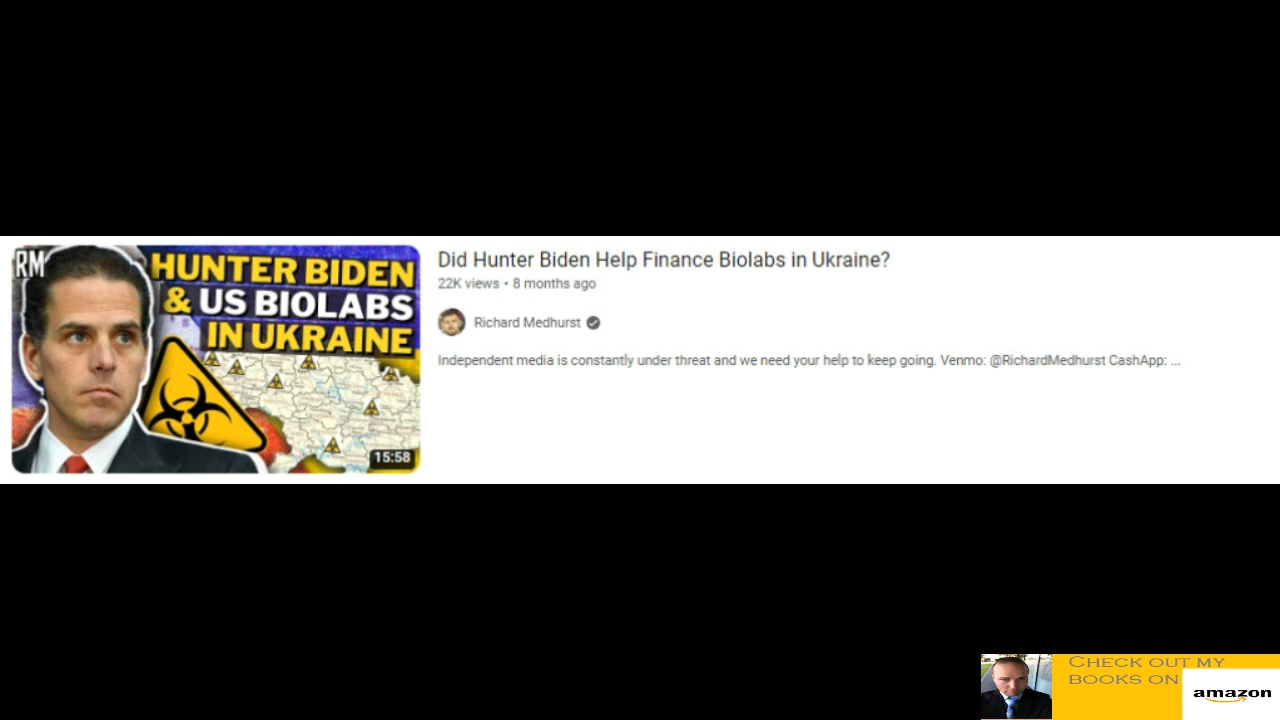 RM
HUNTER BIDEN
& US BIOLABS
IN UKRAINE
15:58
Did Hunter Biden Help Finance Biolabs in Ukraine?
22K views • 8 months ago
Richard Medhurst
Independent media is constantly under threat and we need your help to keep going. Venmo: @RichardMedhurst CashApp: ...
Check out my
books on
amazon